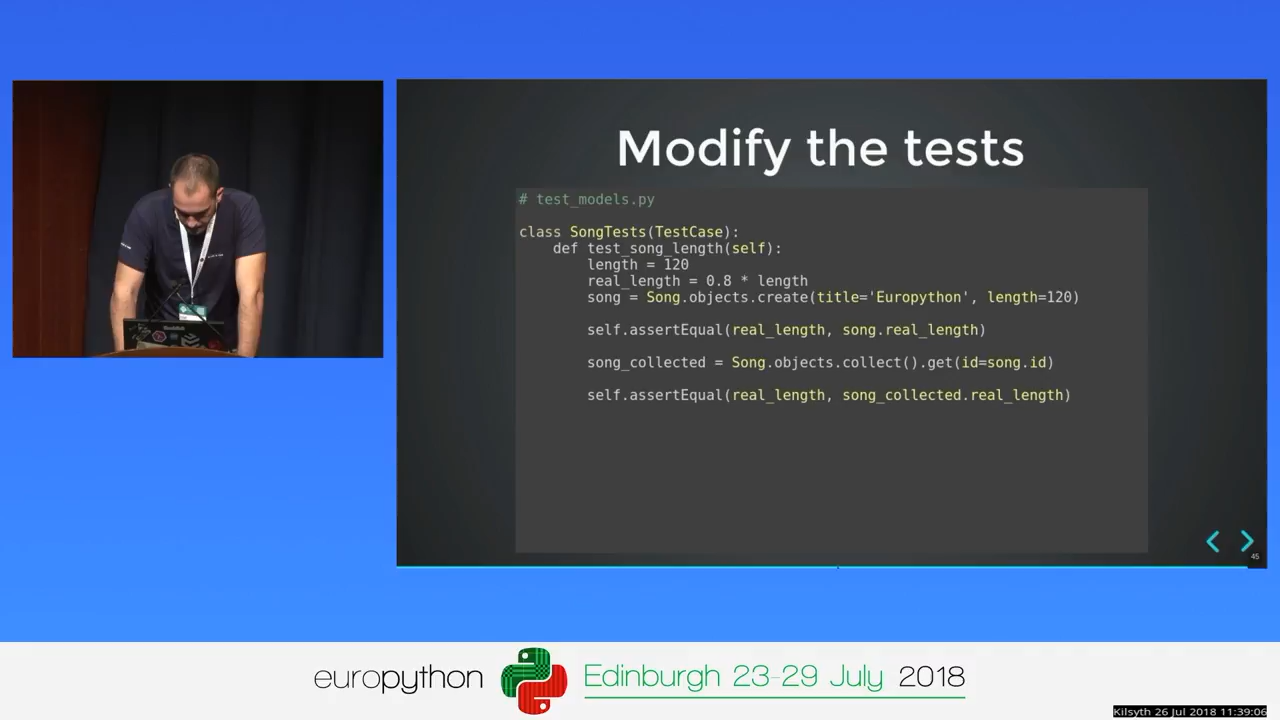 Modify the tests
# test_models.py
class SongTests(TestCase):
def test_song_length(self):
length = 120
real_length = 0.8 * length
song = Song.objects.create(title='Europython', length=120)
self.assertEqual(real_length, song.real_length)
song_collected = Song.objects.collect().get(id=song.id)
self.assertEqual(real_length, song_collected.real_length)
45
europython
Edinburgh 23-29 July 2018
Kilsyth 26 Jul 2018 11:39:06